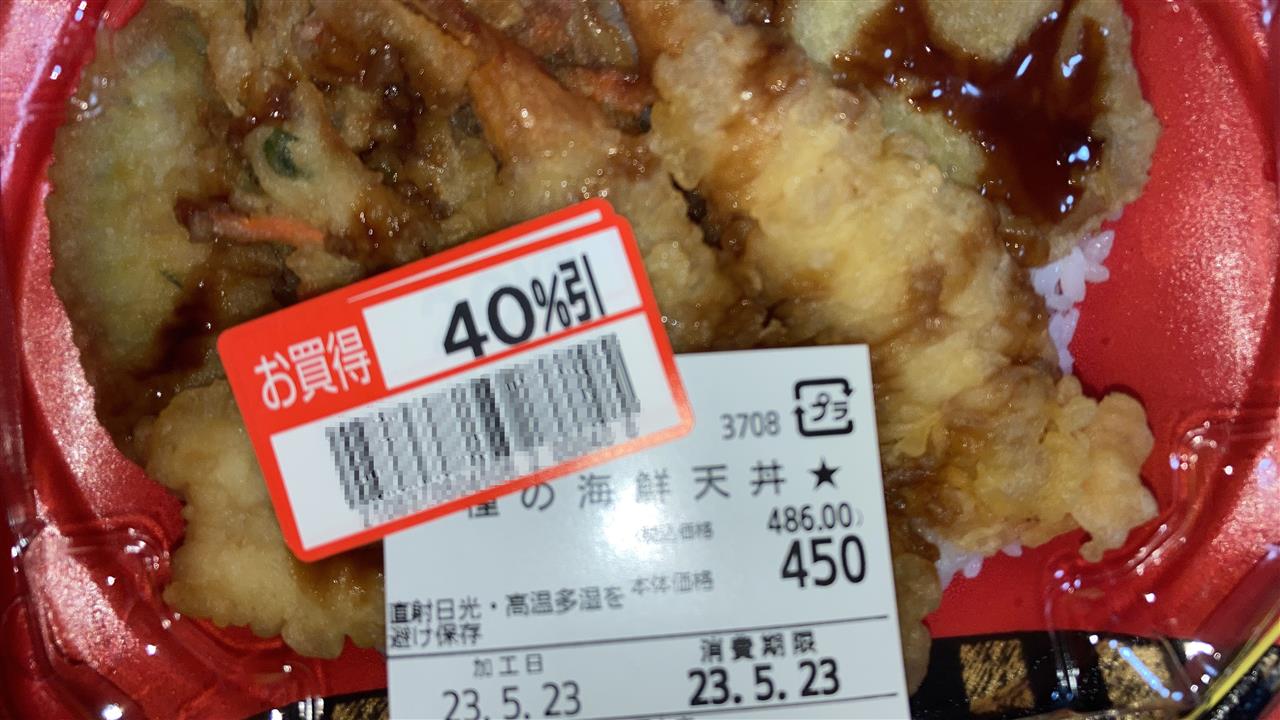 お買得
40%引
3708
プラ
種の海鮮天丼★
税込価格 486.00)
本体価格 450
直射日光・高温多湿を
避け保存
加工日 消費期限
23.5.23 23.5.23